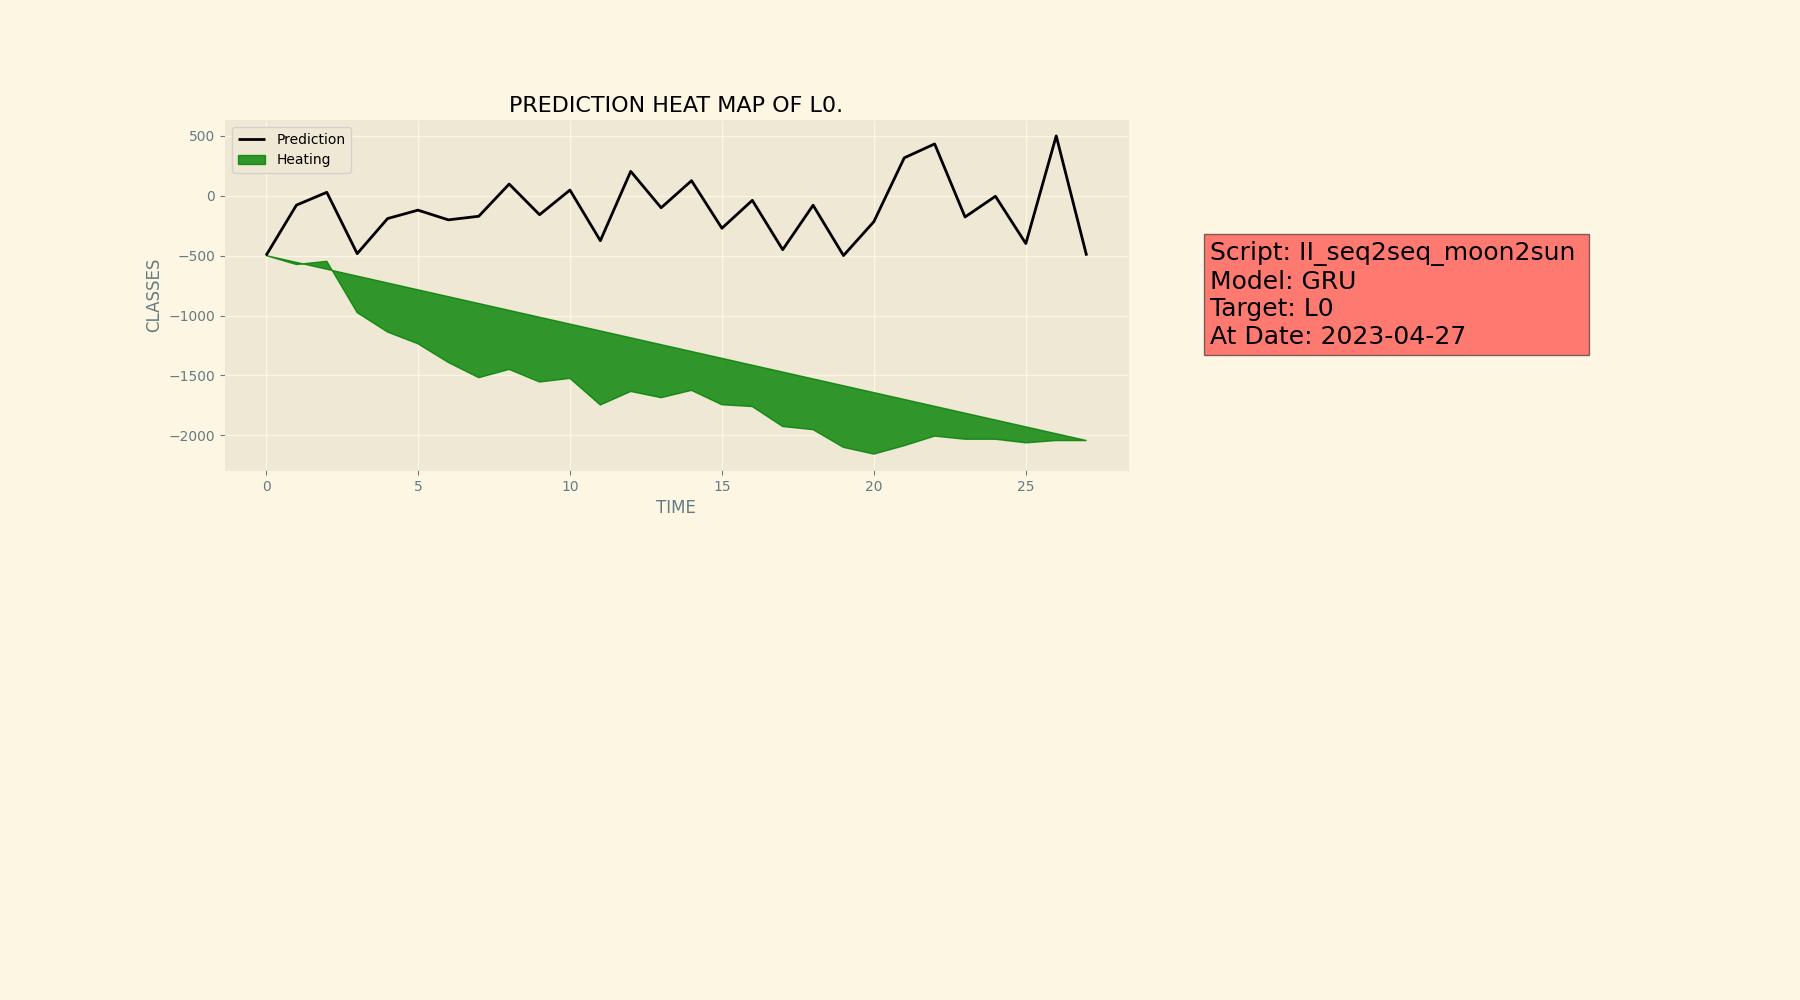 PREDICTION HEAT MAP OF L0.
Prediction
Heating
500
0
−500
−1000
−1500
−2000
CLASSES
0 5 10 15 20 25
TIME
Script: II_seq2seq_moon2sun
Model: GRU
Target: L0
At Date: 2023-04-27